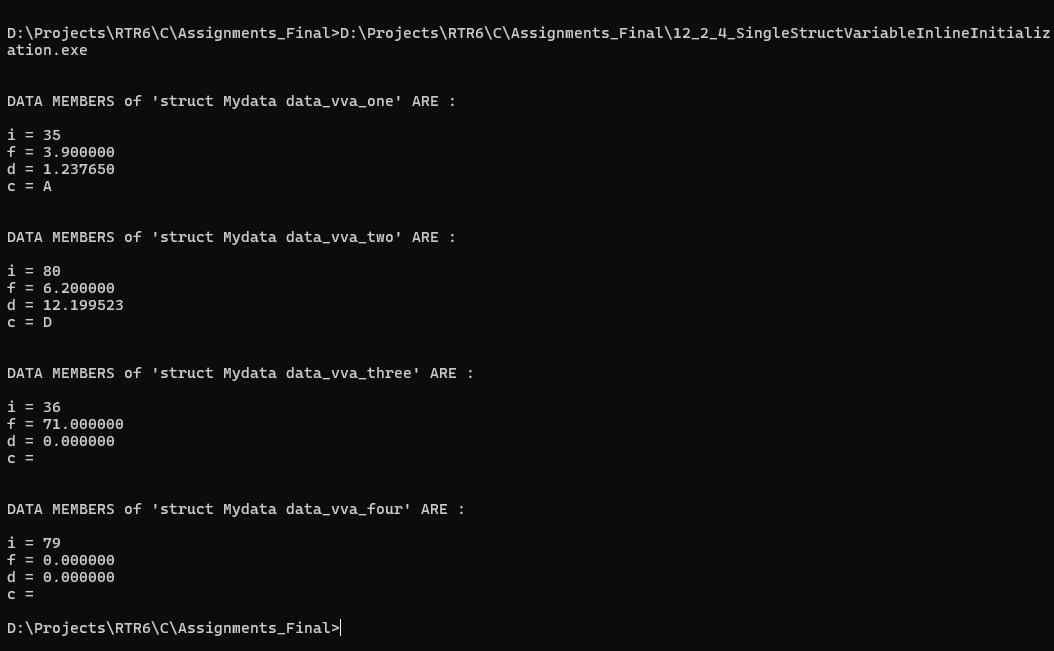 D:\Projects\RTR6\C\Assignments_Final>D:\Projects\RTR6\C\Assignments_Final\12_2_4_SingleStructVariableInlineInitializ
ation.exe
DATA MEMBERS of 'struct Mydata data_vva_one' ARE :
i = 35
f = 3.900000
d = 1.237650
c = A
DATA MEMBERS of 'struct Mydata data_vva_two' ARE :
i = 80
f = 6.200000
d = 12.199523
c = D
DATA MEMBERS of 'struct Mydata data_vva_three' ARE :
i = 36
f = 71.000000
d = 0.000000
c =
DATA MEMBERS of 'struct Mydata data_vva_four' ARE :
i = 79
f = 0.000000
d = 0.000000
c =
D:\Projects\RTR6\C\Assignments_Final>